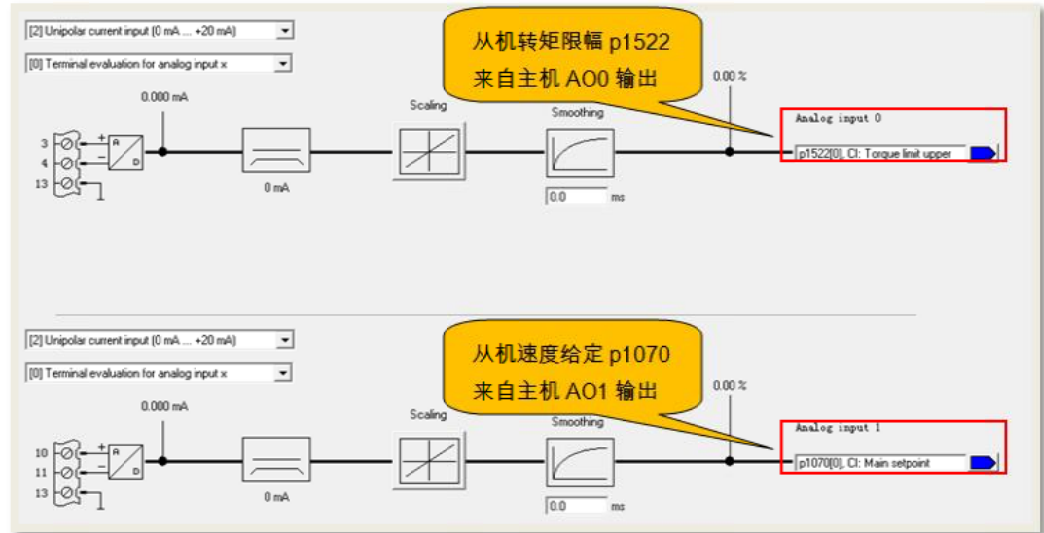 [2] Unipolar current input (0 mA ... +20 mA)
[0] Terminal evaluation for analog input x
从机转矩限幅 p1522
来自主机 AO0 输出
0.000 mA
Scaling
Smoothing
0.00 %
Analog input 0
3
+
A
4
-
D
13
0 mA
0.0 ms
p1522[0], CI: Torque limit upper
[2] Unipolar current input (0 mA ... +20 mA)
[0] Terminal evaluation for analog input x
从机速度给定 p1070
来自主机 AO1 输出
0.000 mA
Scaling
Smoothing
0.00 %
Analog input 1
10
+
A
11
-
D
13
0 mA
0.0 ms
p1070[0], CI: Main setpoint